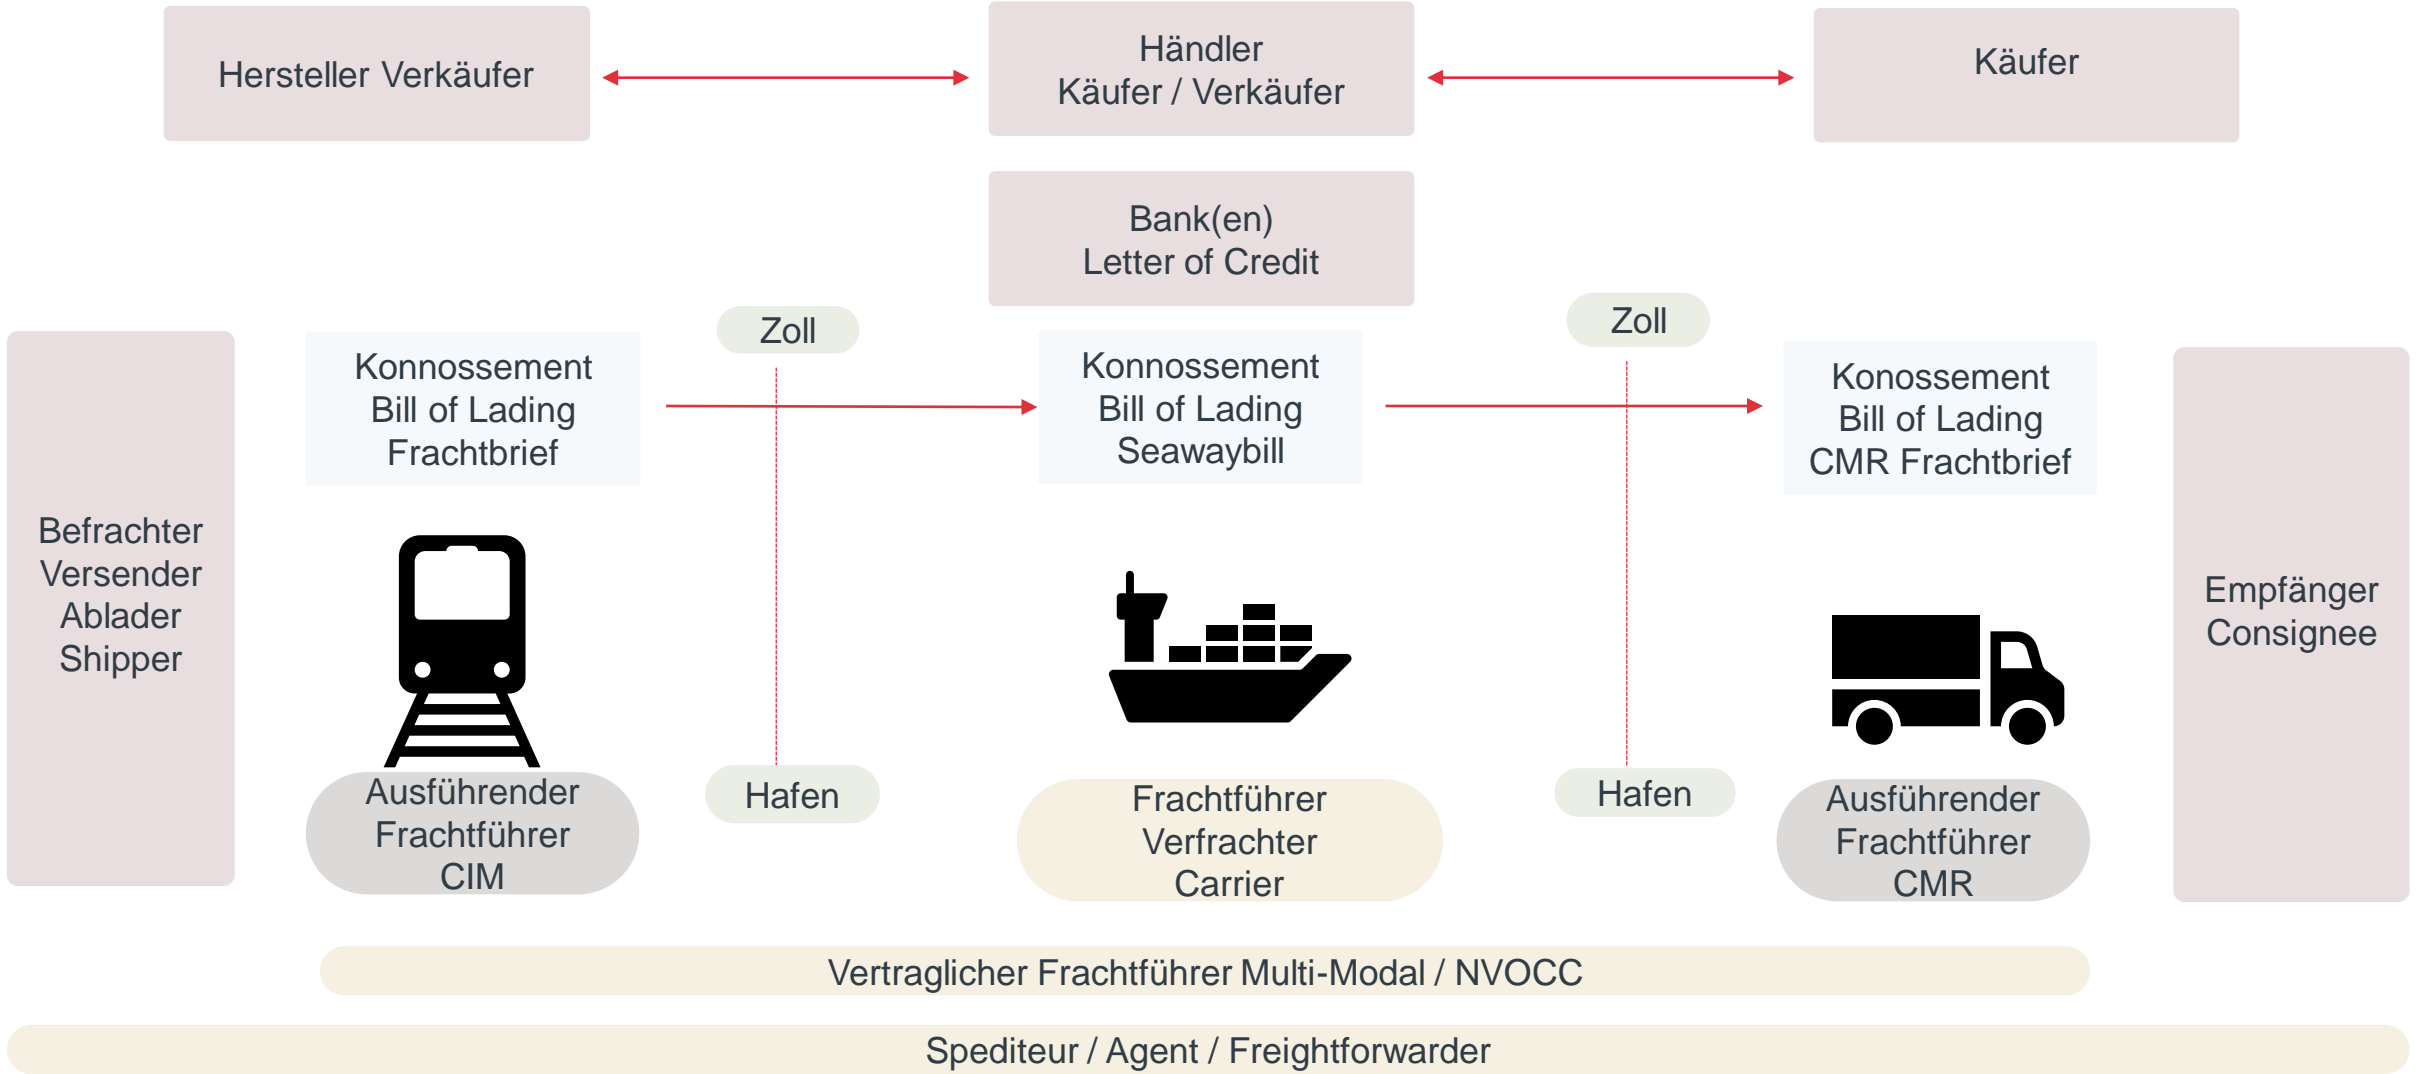 Hersteller Verkäufer
Händler
Käufer / Verkäufer
Käufer
Bank(en)
Letter of Credit
Zoll
Zoll
Befrachter
Versender
Ablader
Shipper
Konnossement
Bill of Lading
Frachtbrief
Konnossement
Bill of Lading
Seawaybill
Konossement
Bill of Lading
CMR Frachtbrief
Empfänger
Consignee
Ausführender
Frachtführer
CIM
Hafen
Frachtführer
Verfrachter
Carrier
Hafen
Ausführender
Frachtführer
CMR
Vertraglicher Frachtführer Multi-Modal / NVOCC
Spediteur / Agent / Freightforwarder